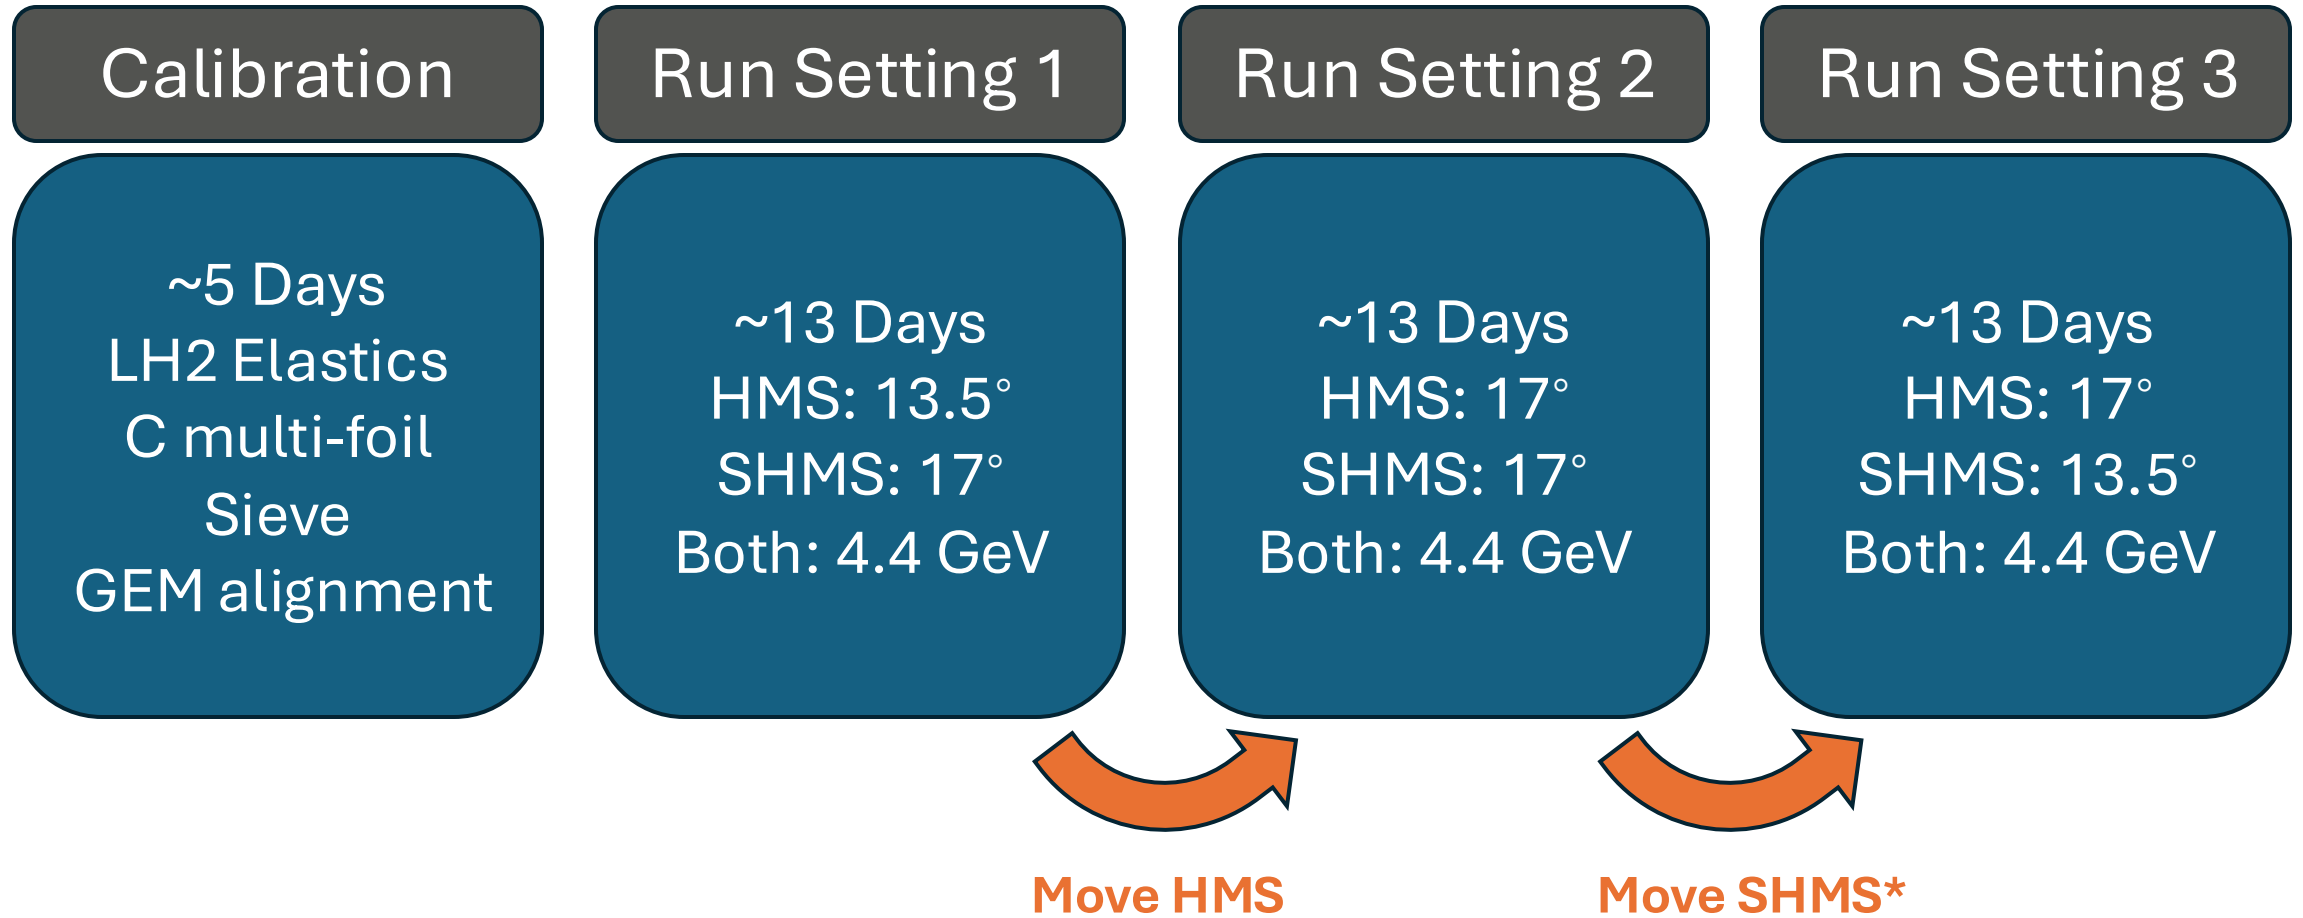 Calibration
~5 Days
LH2 Elastics
C multi-foil
Sieve
GEM alignment
Run Setting 1
~13 Days
HMS: 13.5°
SHMS: 17°
Both: 4.4 GeV
Run Setting 2
~13 Days
HMS: 17°
SHMS: 17°
Both: 4.4 GeV
Run Setting 3
~13 Days
HMS: 17°
SHMS: 13.5°
Both: 4.4 GeV
Move HMS
Move SHMS*